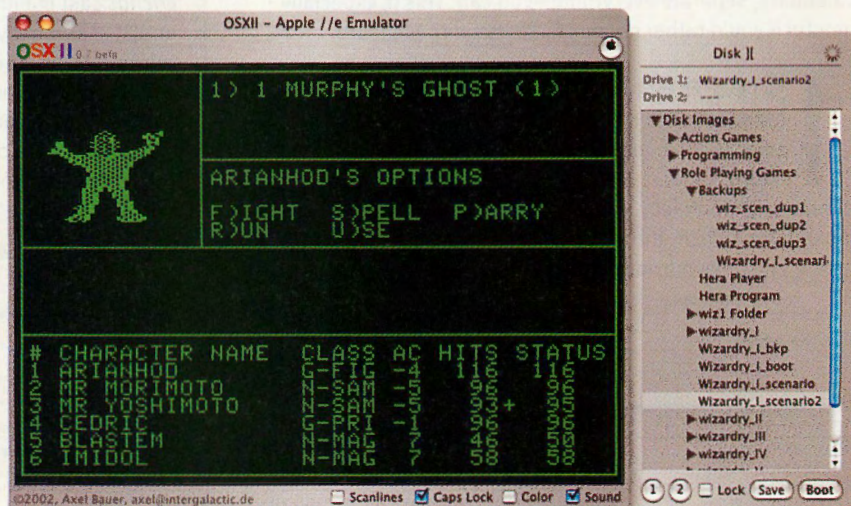 OSXII – Apple //e Emulator
OSX II 0.7 beta
1) 1 MURPHY'S GHOST (1)
ARIANHOD'S OPTIONS
F)IGHT S)PELL P)ARRY
R)UN U)SE
# CHARACTER NAME CLASS AC HITS STATUS
1 ARIANHOD G-FIG -4 116 116
2 MR MORIMOTO N-SAM -5 96 96
3 MR YOSHIMOTO N-SAM -5 93+ 95
4 CEDRIC G-PRI -1 96 96
5 BLASTEM N-MAG 7 46 50
6 IMIDOL N-MAG 7 58 58
©2002, Axel Bauer, axel@intergalactic.de
Scanlines Caps Lock Color Sound
Disk ][
Drive 1: Wizardry_I_scenario2
Drive 2: ---
Disk Images
Action Games
Programming
Role Playing Games
Backups
wiz_scen_dup1
wiz_scen_dup2
wiz_scen_dup3
Wizardry_I_scenari
Hera Player
Hera Program
wiz1 Folder
wizardry_I
Wizardry_I_bkp
Wizardry_I_boot
Wizardry_I_scenario
Wizardry_I_scenario2
wizardry_II
wizardry_III
wizardry_IV
1 2 Lock Save Boot